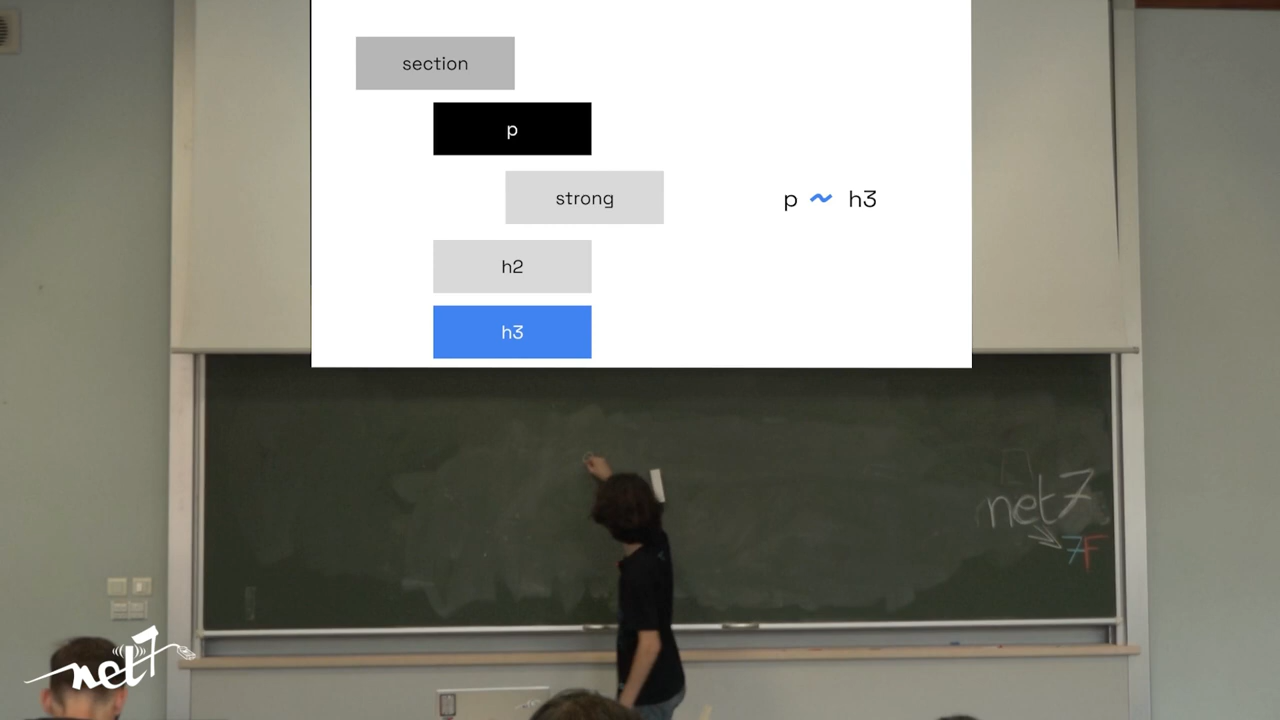 section
p
strong
p ~ h3
h2
h3
net7
7F
net7